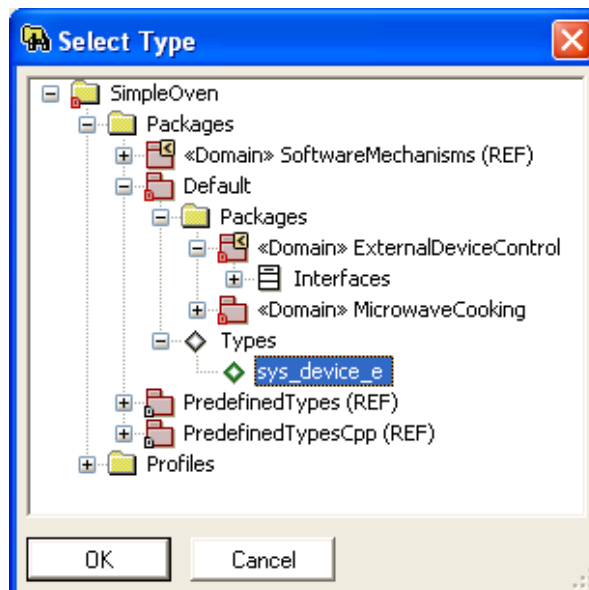 Select Type
SimpleOven
Packages
«Domain» SoftwareMechanisms (REF)
Default
Packages
«Domain» ExternalDeviceControl
Interfaces
«Domain» MicrowaveCooking
Types
sys_device_e
PredefinedTypes (REF)
PredefinedTypesCpp (REF)
Profiles
OK Cancel